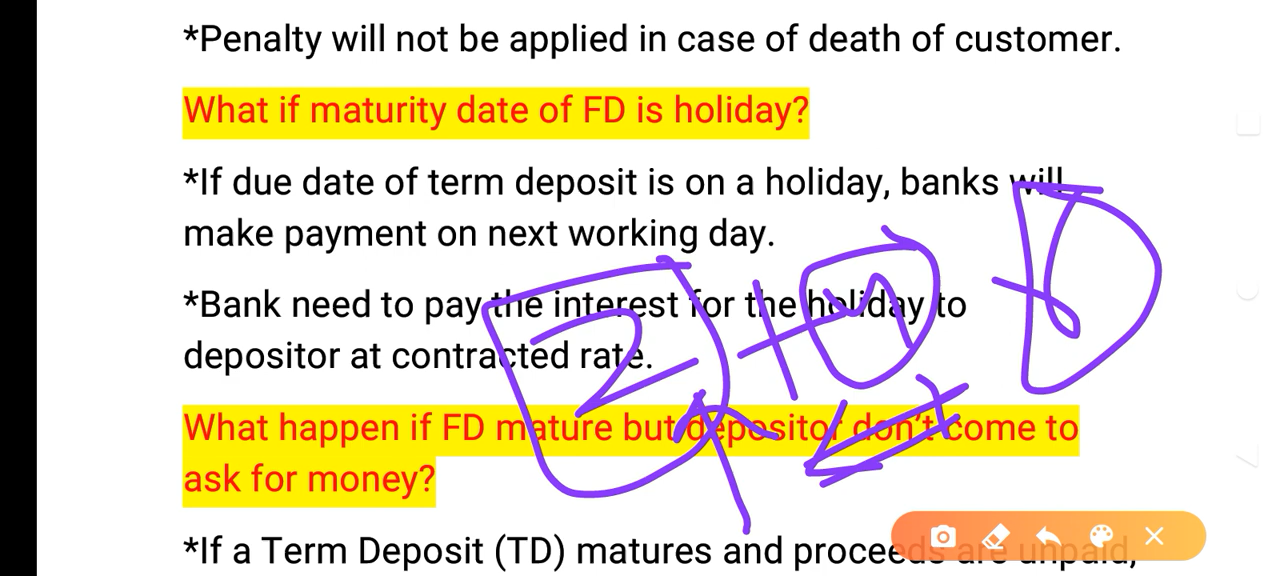 *Penalty will not be applied in case of death of customer.
What if maturity date of FD is holiday?
*If due date of term deposit is on a holiday, banks will
make payment on next working day.
*Bank need to pay the interest for the holiday to
depositor at contracted rate.
What happen if FD mature but depositor don't come to
ask for money?
*If a Term Deposit (TD) matures and proceeds are unpaid,